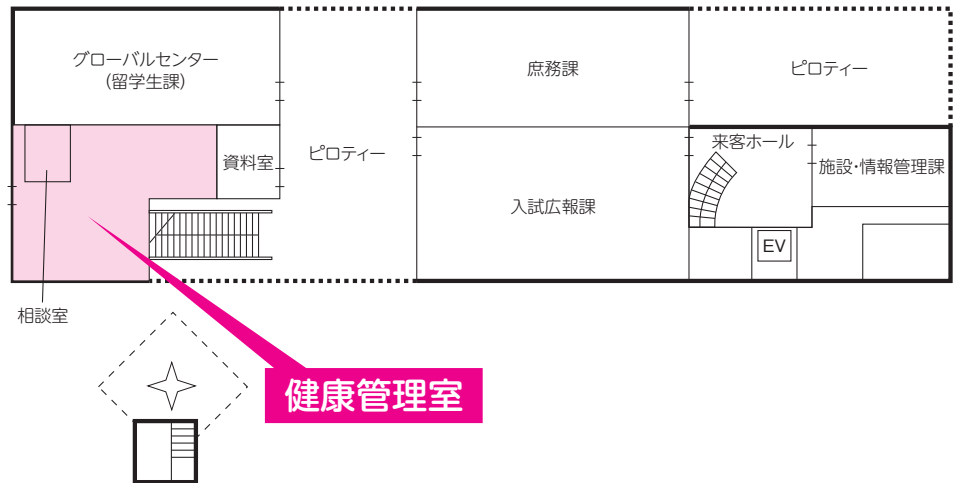 グローバルセンター
(留学生課)
庶務課
ピロティー
資料室
ピロティー
来客ホール
施設・情報管理課
入試広報課
EV
相談室
健康管理室